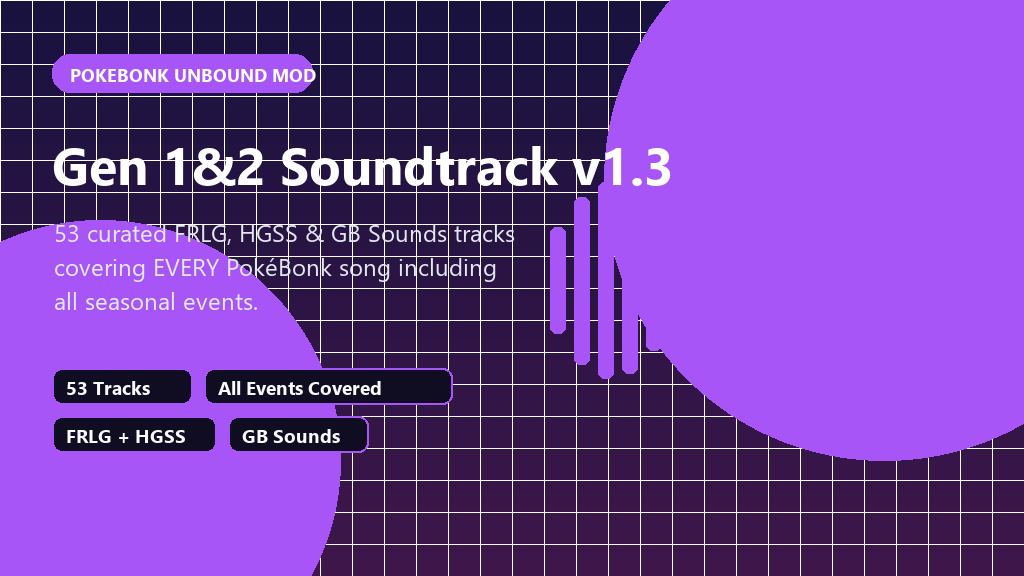 POKEBONK UNBOUND MOD
Gen 1&2 Soundtrack v1.3
53 curated FRLG, HGSS & GB Sounds tracks
covering EVERY PokéBonk song including
all seasonal events.
53 Tracks
All Events Covered
FRLG + HGSS
GB Sounds